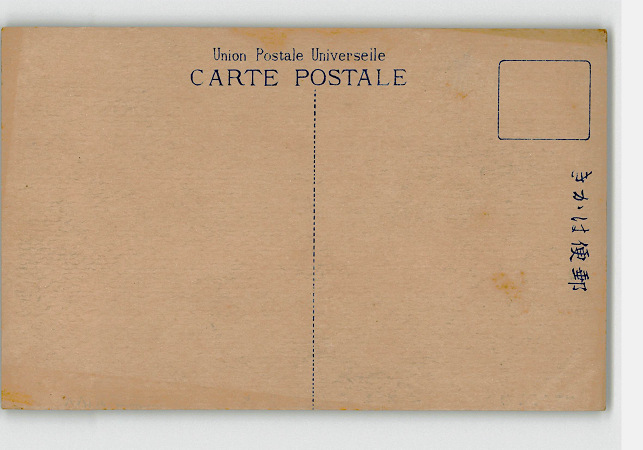 Union Postale Universeile
CARTE POSTALE
郵便はかき